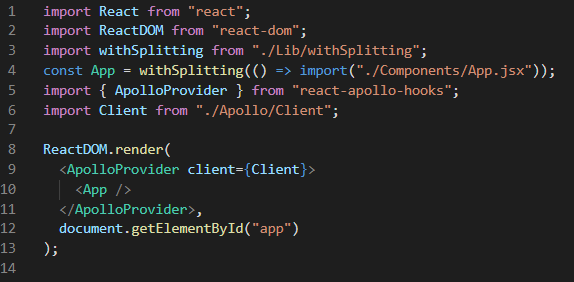 1 import React from "react";
2 import ReactDOM from "react-dom";
3 import withSplitting from "./Lib/withSplitting";
4 const App = withSplitting(() => import("./Components/App.jsx"));
5 import { ApolloProvider } from "react-apollo-hooks";
6 import Client from "./Apollo/Client";
7
8 ReactDOM.render(
9   <ApolloProvider client={Client}>
10     <App />
11   </ApolloProvider>,
12   document.getElementById("app")
13 );
14